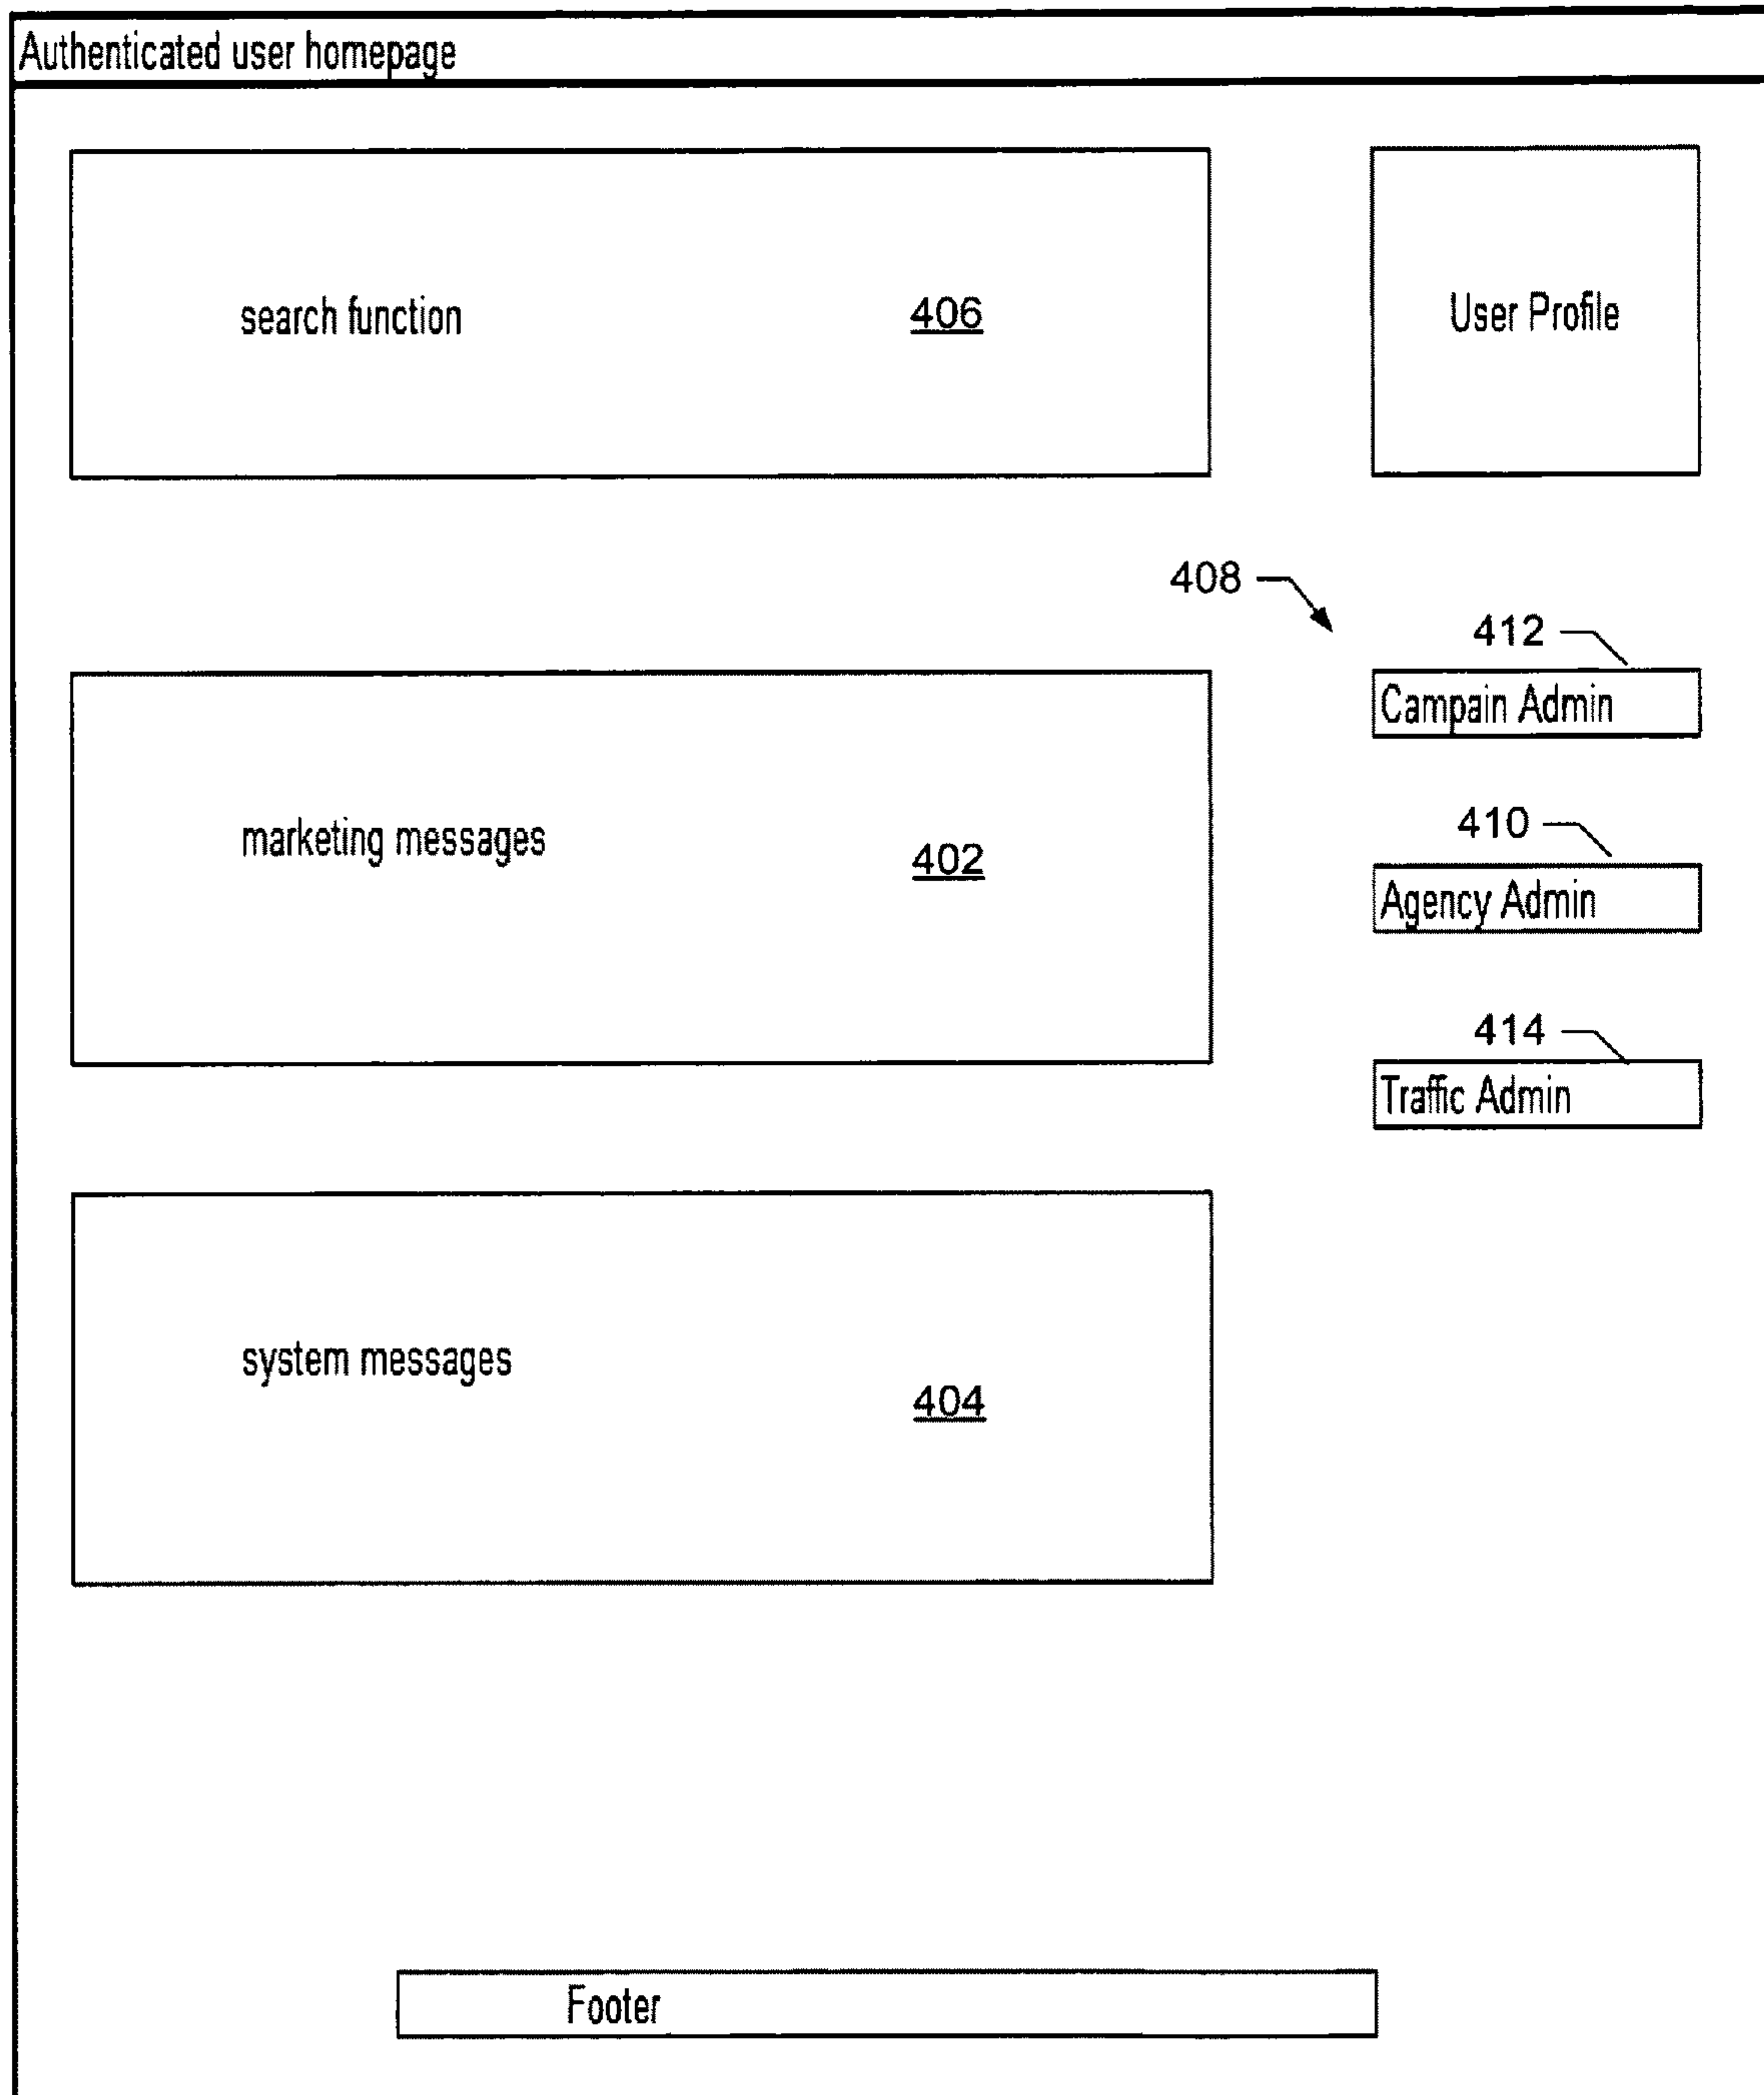 Authenticated user homepage
search function 406
User Profile
408
412
Campain Admin
marketing messages 402
410
Agency Admin
414
Traffic Admin
system messages 404
Footer